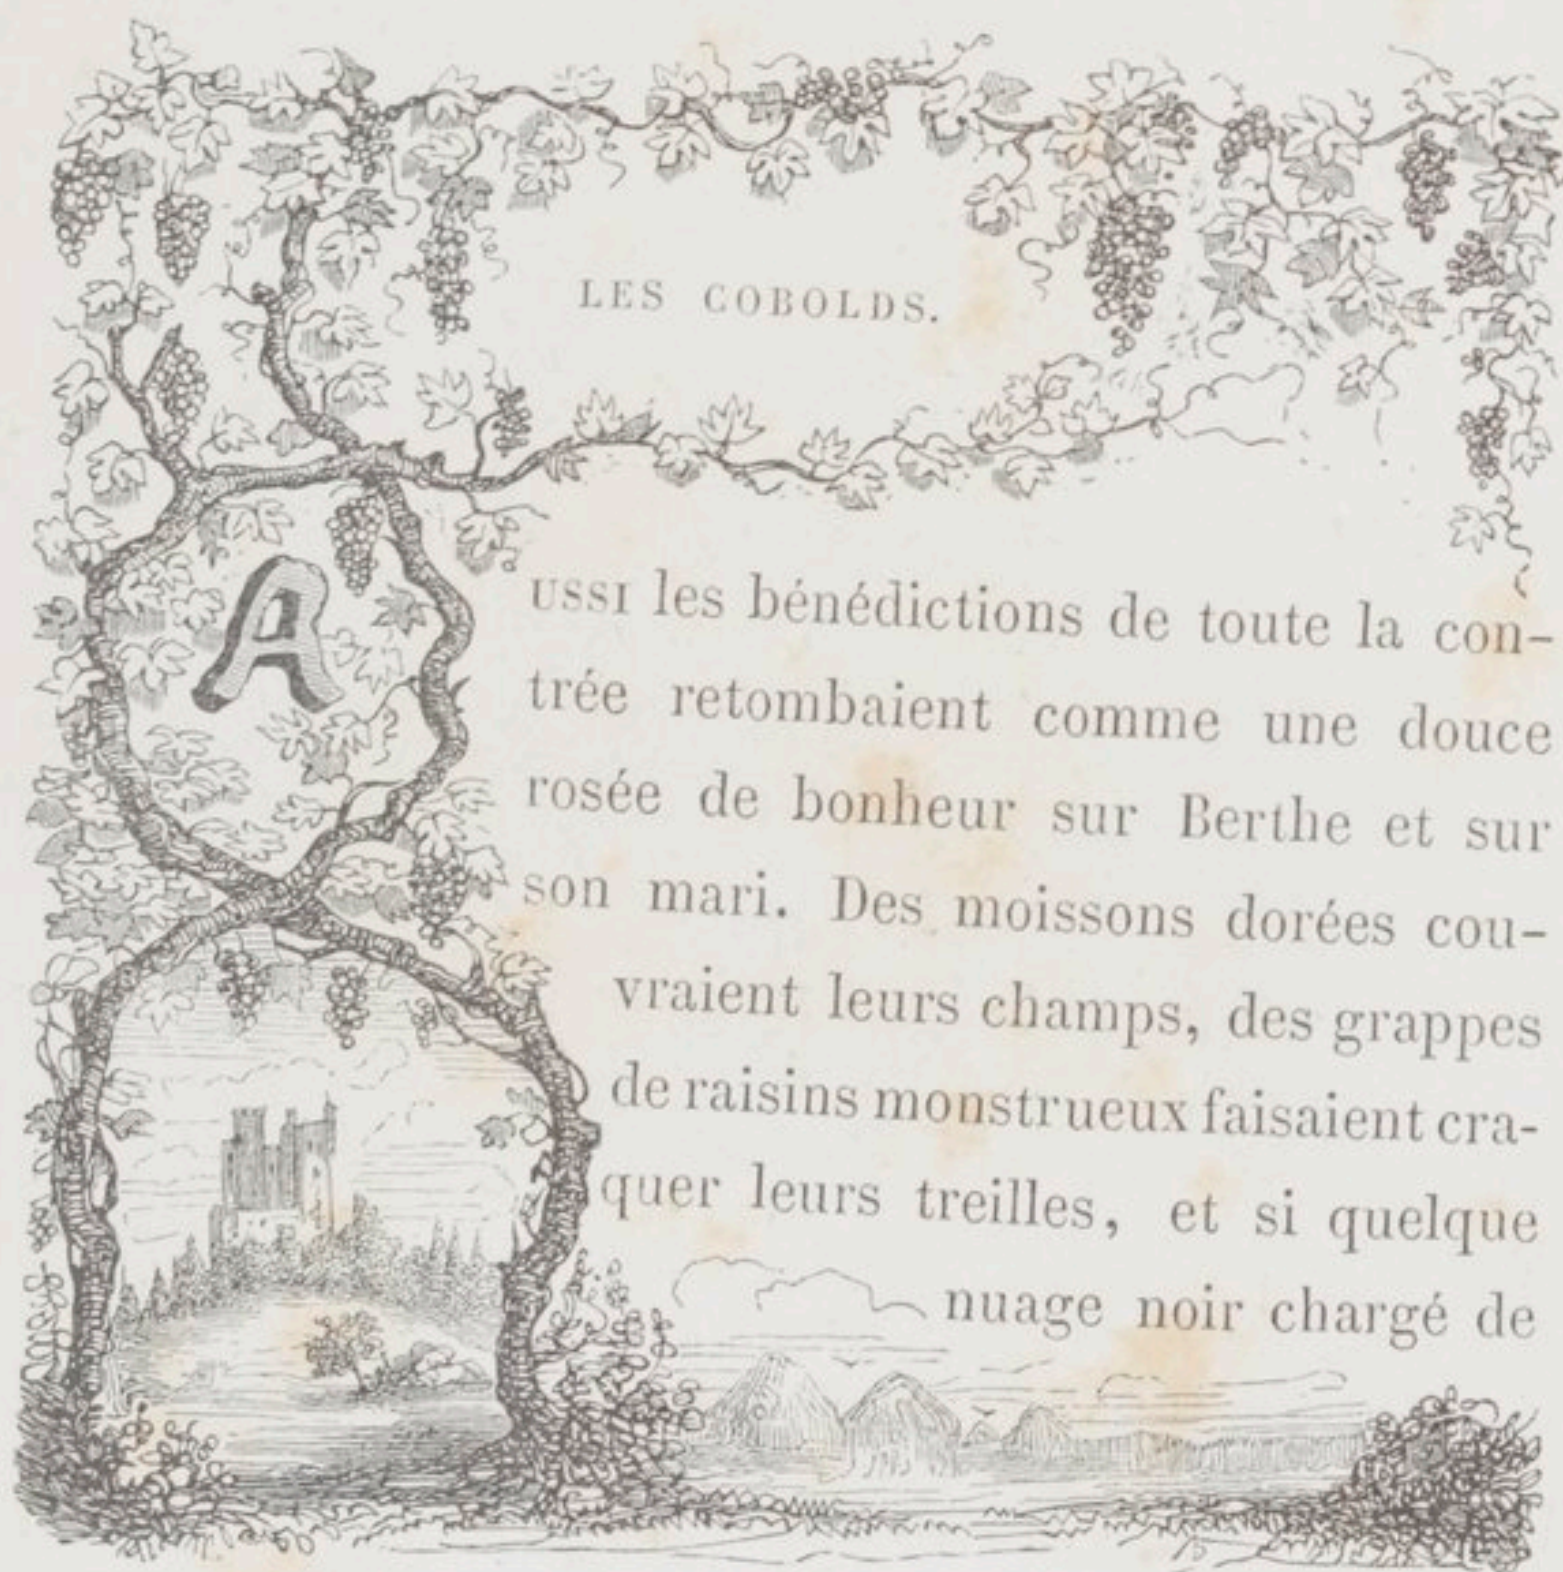 LES COBOLDS.
AUSSI les bénédictions de toute la con-
trée retombaient comme une douce
rosée de bonheur sur Berthe et sur
son mari. Des moissons dorées cou-
vraient leurs champs, des grappes
de raisins monstrueux faisaient cra-
quer leurs treilles, et si quelque
nuage noir chargé de